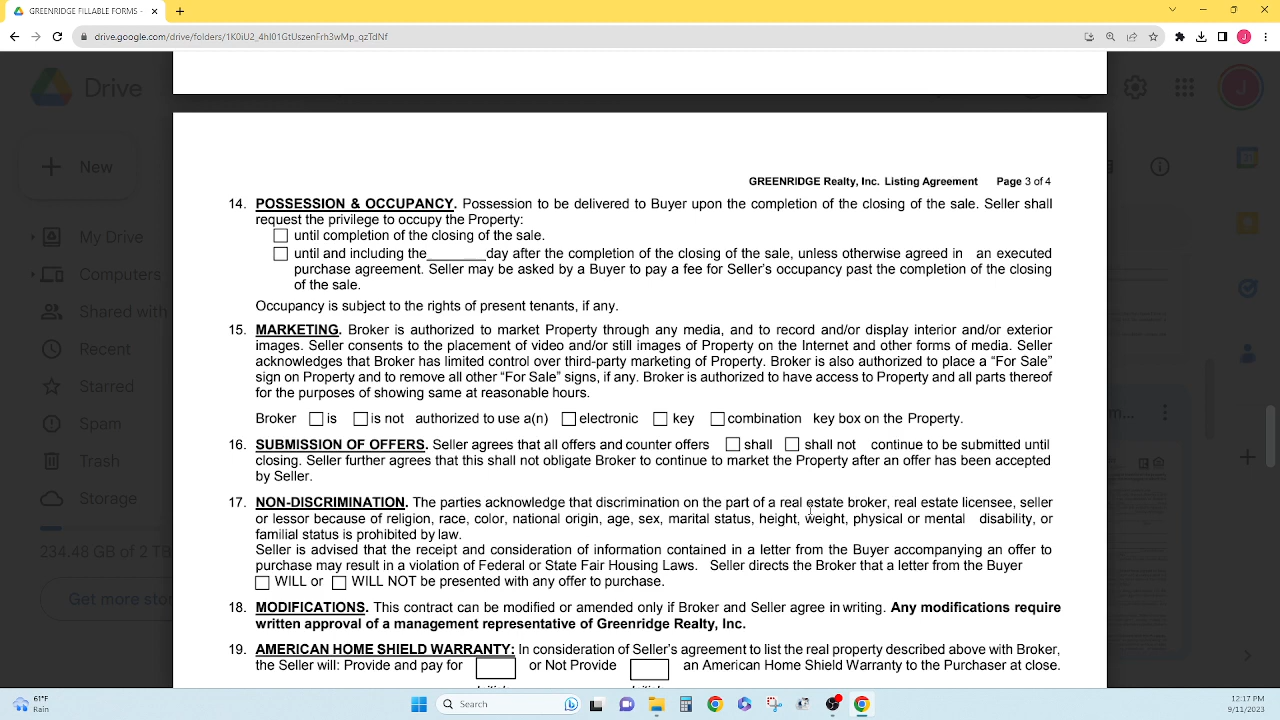 GREENRIDGE FILLABLE FORMS -
drive.google.com/drive/folders/1K0iU2_4hI01GtUszenFrh3wMp_qzTdNf
J
Drive
J
New
My Drive
Computers
Shared with
Recent
Starred
Spam
Trash
Storage
234.48 GB of 2 TB
Get more stor
m...
GREENRIDGE Realty, Inc. Listing Agreement Page 3 of 4
14. POSSESSION & OCCUPANCY. Possession to be delivered to Buyer upon the completion of the closing of the sale. Seller shall
request the privilege to occupy the Property:
until completion of the closing of the sale.
until and including the________day after the completion of the closing of the sale, unless otherwise agreed in an executed
purchase agreement. Seller may be asked by a Buyer to pay a fee for Seller's occupancy past the completion of the closing
of the sale.
Occupancy is subject to the rights of present tenants, if any.
15. MARKETING. Broker is authorized to market Property through any media, and to record and/or display interior and/or exterior
images. Seller consents to the placement of video and/or still images of Property on the Internet and other forms of media. Seller
acknowledges that Broker has limited control over third-party marketing of Property. Broker is also authorized to place a “For Sale”
sign on Property and to remove all other “For Sale” signs, if any. Broker is authorized to have access to Property and all parts thereof
for the purposes of showing same at reasonable hours.
Broker is is not authorized to use a(n) electronic key combination key box on the Property.
16. SUBMISSION OF OFFERS. Seller agrees that all offers and counter offers shall shall not continue to be submitted until
closing. Seller further agrees that this shall not obligate Broker to continue to market the Property after an offer has been accepted
by Seller.
17. NON-DISCRIMINATION. The parties acknowledge that discrimination on the part of a real estate broker, real estate licensee, seller
or lessor because of religion, race, color, national origin, age, sex, marital status, height, weight, physical or mental disability, or
familial status is prohibited by law.
Seller is advised that the receipt and consideration of information contained in a letter from the Buyer accompanying an offer to
purchase may result in a violation of Federal or State Fair Housing Laws. Seller directs the Broker that a letter from the Buyer
WILL or WILL NOT be presented with any offer to purchase.
18. MODIFICATIONS. This contract can be modified or amended only if Broker and Seller agree in writing. Any modifications require
written approval of a management representative of Greenridge Realty, Inc.
19. AMERICAN HOME SHIELD WARRANTY: In consideration of Seller's agreement to list the real property described above with Broker,
the Seller will: Provide and pay for or Not Provide an American Home Shield Warranty to the Purchaser at close.
61°F
Rain
Search
12:17 PM
9/11/2023